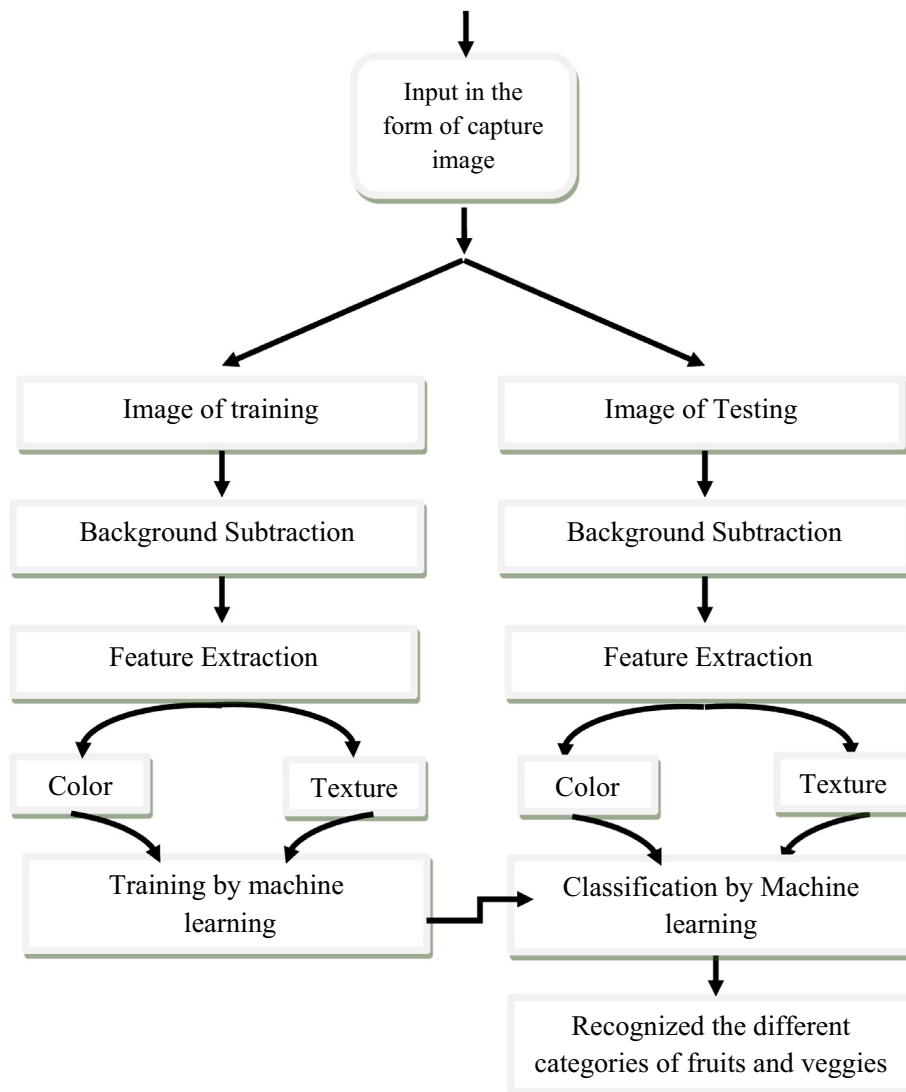 Input in the
form of capture
image
Image of training
Image of Testing
Background Subtraction
Background Subtraction
Feature Extraction
Feature Extraction
Color
Texture
Color
Texture
Training by machine
learning
Classification by Machine
learning
Recognized the different
categories of fruits and veggies